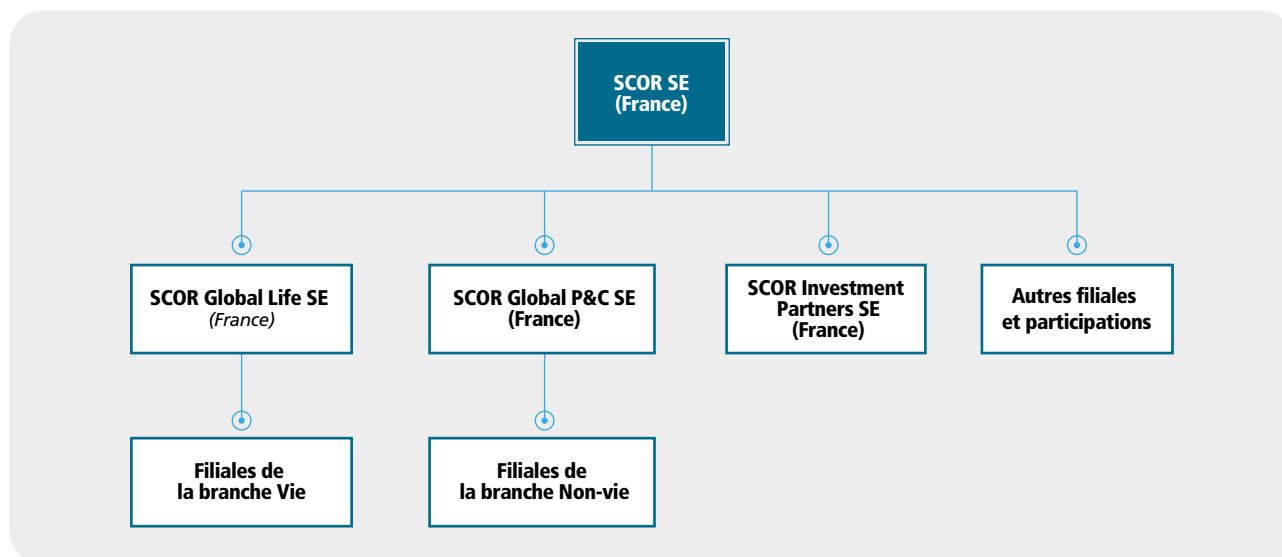 SCOR SE
(France)
SCOR Global Life SE
(France)
SCOR Global P&C SE
(France)
SCOR Investment
Partners SE
(France)
Autres filiales
et participations
Filiales de
la branche Vie
Filiales de
la branche Non-vie